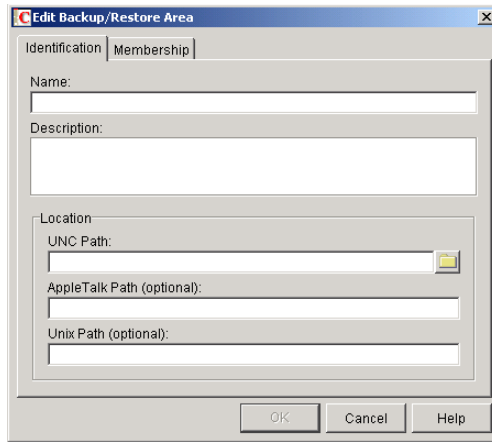 Edit Backup/Restore Area
Identification Membership
Name:
Description:
Location
UNC Path:
AppleTalk Path (optional):
Unix Path (optional):
OK Cancel Help